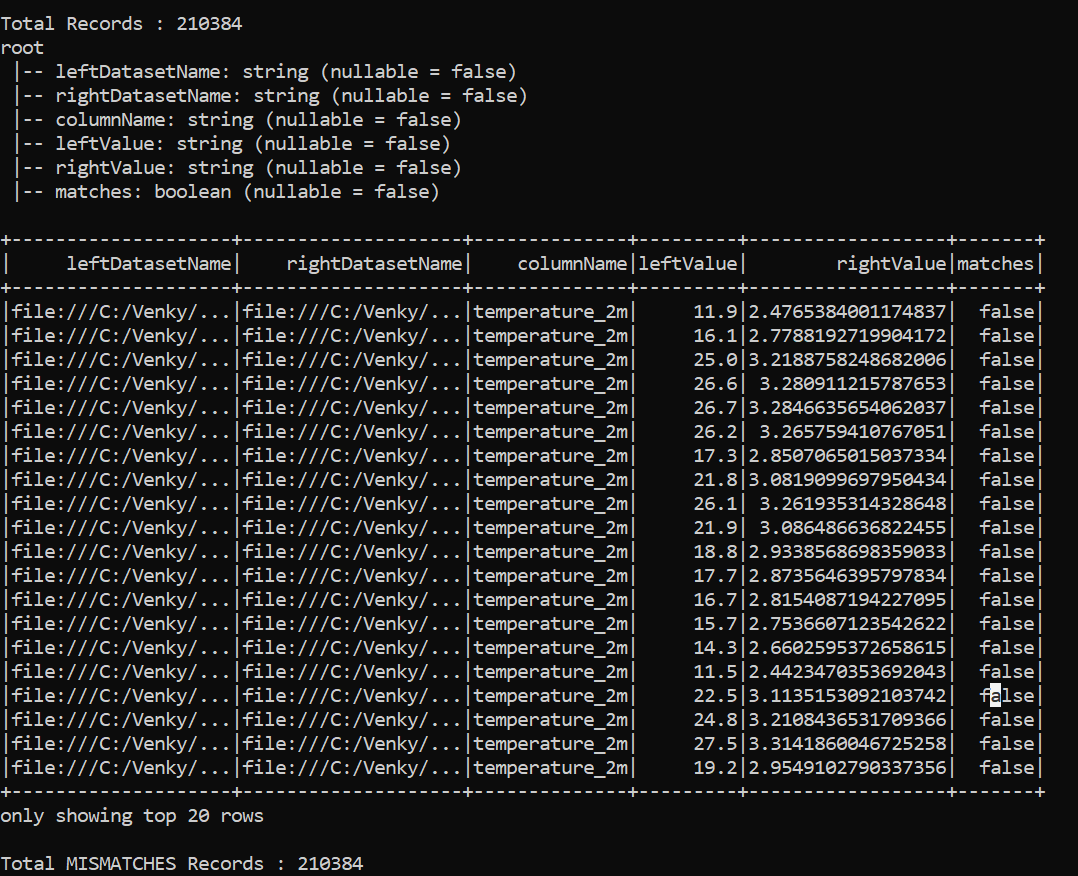 Total Records : 210384
root
 |-- leftDatasetName: string (nullable = false)
 |-- rightDatasetName: string (nullable = false)
 |-- columnName: string (nullable = false)
 |-- leftValue: string (nullable = false)
 |-- rightValue: string (nullable = false)
 |-- matches: boolean (nullable = false)
+--------------------+--------------------+--------------+---------+------------------+-------+
|     leftDatasetName|    rightDatasetName|    columnName|leftValue|        rightValue|matches|
+--------------------+--------------------+--------------+---------+------------------+-------+
|file:///C:/Venky/...|file:///C:/Venky/...|temperature_2m|     11.9|2.4765384001174837|  false|
|file:///C:/Venky/...|file:///C:/Venky/...|temperature_2m|     16.1|2.7788192719904172|  false|
|file:///C:/Venky/...|file:///C:/Venky/...|temperature_2m|     25.0|3.2188758248682006|  false|
|file:///C:/Venky/...|file:///C:/Venky/...|temperature_2m|     26.6| 3.280911215787653|  false|
|file:///C:/Venky/...|file:///C:/Venky/...|temperature_2m|     26.7|3.2846635654062037|  false|
|file:///C:/Venky/...|file:///C:/Venky/...|temperature_2m|     26.2| 3.265759410767051|  false|
|file:///C:/Venky/...|file:///C:/Venky/...|temperature_2m|     17.3|2.8507065015037334|  false|
|file:///C:/Venky/...|file:///C:/Venky/...|temperature_2m|     21.8|3.0819099697950434|  false|
|file:///C:/Venky/...|file:///C:/Venky/...|temperature_2m|     26.1| 3.261935314328648|  false|
|file:///C:/Venky/...|file:///C:/Venky/...|temperature_2m|     21.9| 3.086486636822455|  false|
|file:///C:/Venky/...|file:///C:/Venky/...|temperature_2m|     18.8|2.9338568698359033|  false|
|file:///C:/Venky/...|file:///C:/Venky/...|temperature_2m|     17.7|2.8735646395797834|  false|
|file:///C:/Venky/...|file:///C:/Venky/...|temperature_2m|     16.7|2.8154087194227095|  false|
|file:///C:/Venky/...|file:///C:/Venky/...|temperature_2m|     15.7|2.7536607123542622|  false|
|file:///C:/Venky/...|file:///C:/Venky/...|temperature_2m|     14.3|2.6602595372658615|  false|
|file:///C:/Venky/...|file:///C:/Venky/...|temperature_2m|     11.5|2.4423470353692043|  false|
|file:///C:/Venky/...|file:///C:/Venky/...|temperature_2m|     22.5|3.1135153092103742|  false|
|file:///C:/Venky/...|file:///C:/Venky/...|temperature_2m|     24.8|3.2108436531709366|  false|
|file:///C:/Venky/...|file:///C:/Venky/...|temperature_2m|     27.5|3.3141860046725258|  false|
|file:///C:/Venky/...|file:///C:/Venky/...|temperature_2m|     19.2|2.9549102790337356|  false|
+--------------------+--------------------+--------------+---------+------------------+-------+
only showing top 20 rows
Total MISMATCHES Records : 210384